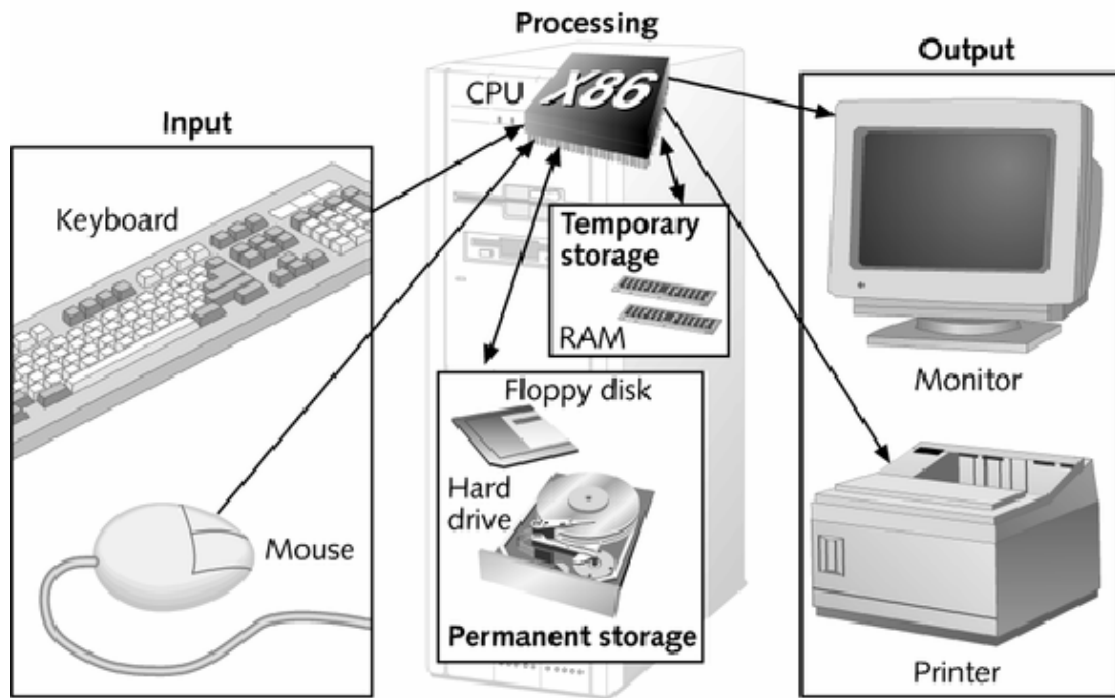 Processing
Output
CPU
X86
Input
Keyboard
Temporary
storage
RAM
Monitor
Floppy disk
Hard
drive
Mouse
Permanent storage
Printer